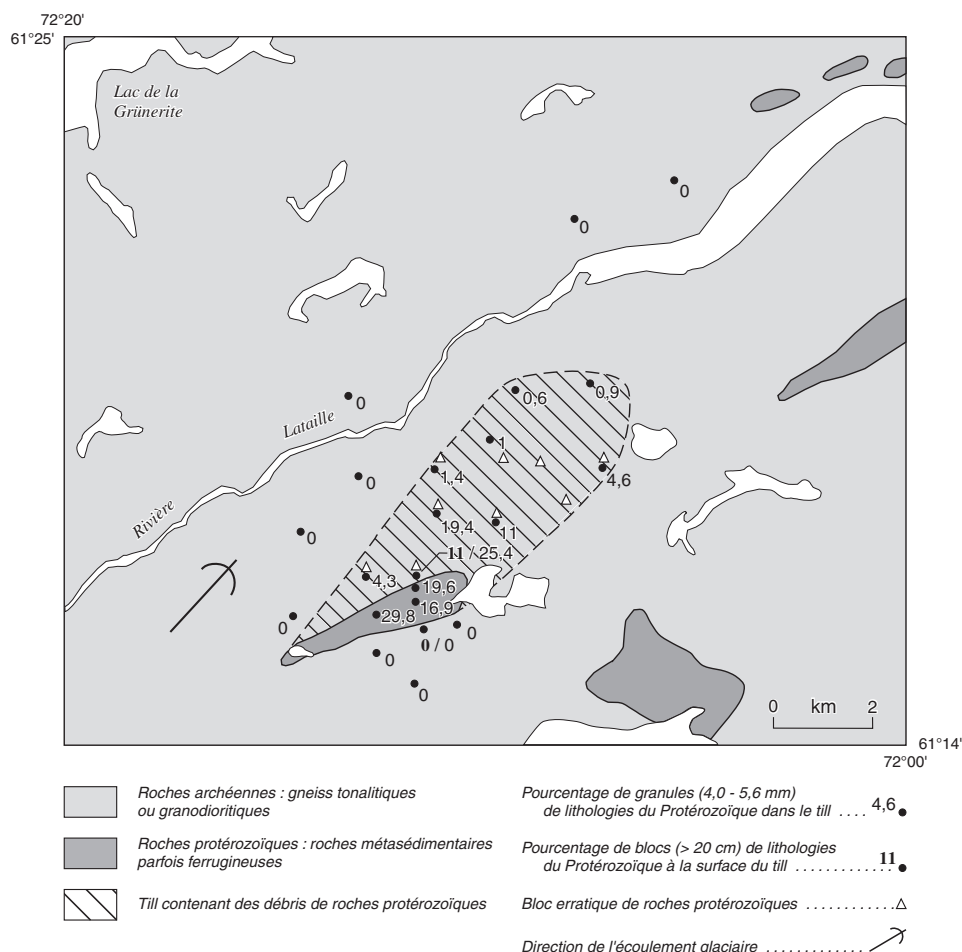 72°20'
61°25'
Lac de la
Grünerite
0
0
0
Lataille
0,6
0,9
1
1,4
4,6
0
Rivière
19,4
11
0
11 / 25,4
4,3
19,6
16,9
29,8
0
0
0 / 0
0
0
0 km 2
61°14'
72°00'
Roches archéennes : gneiss tonalitiques
ou granodioritiques
Roches protérozoïques : roches métasédimentaires
parfois ferrugineuses
Till contenant des débris de roches protérozoïques
Pourcentage de granules (4,0 - 5,6 mm)
de lithologies du Protérozoïque dans le till .... 4,6
Pourcentage de blocs (> 20 cm) de lithologies
du Protérozoïque à la surface du till .............. 11
Bloc erratique de roches protérozoïques ............
Direction de l'écoulement glaciaire .............